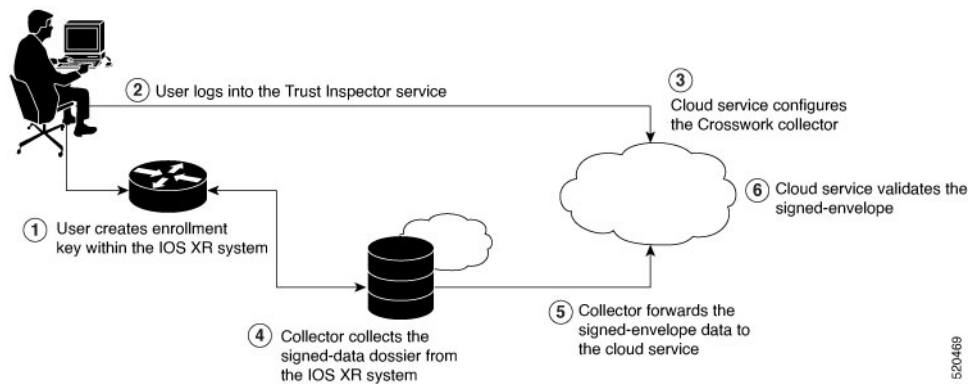 2 User logs into the Trust Inspector service
3
Cloud service configures
the Crosswork collector
6 Cloud service validates the
signed-envelope
1 User creates enrollment
key within the IOS XR system
4 Collector collects the
signed-data dossier from
the IOS XR system
5 Collector forwards the
signed-envelope data to
the cloud service
520469